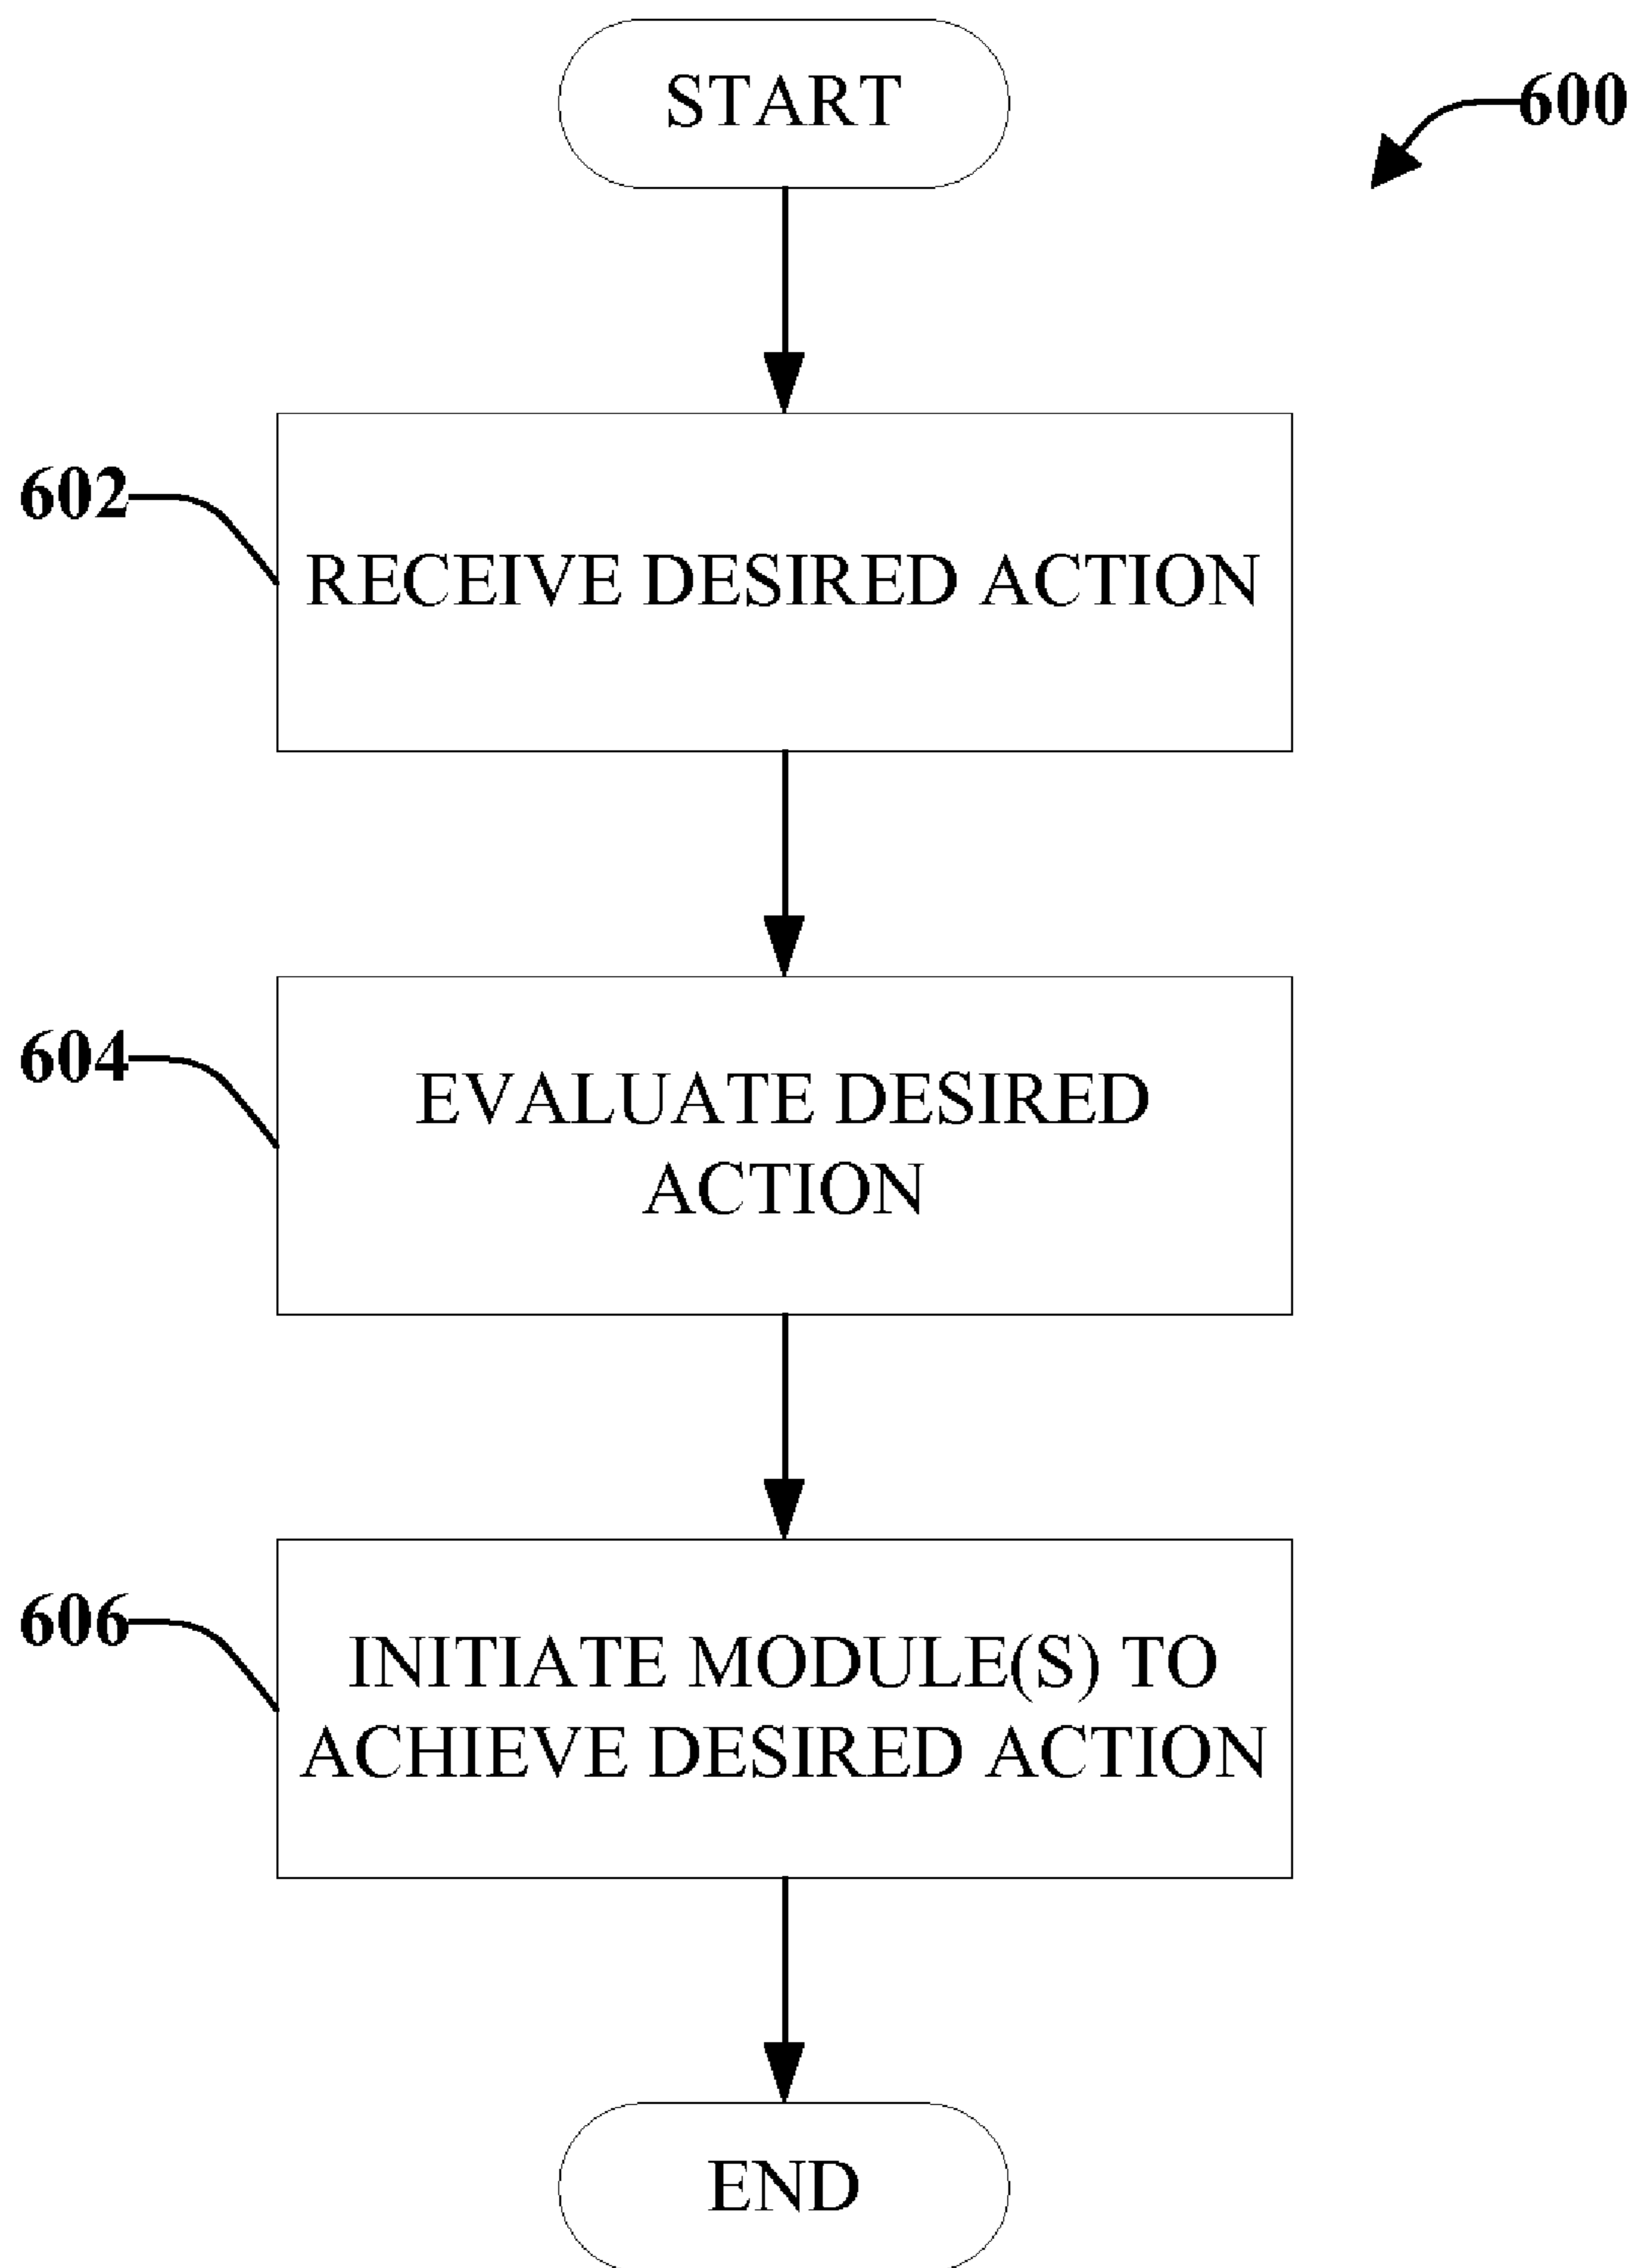 START
600
602
RECEIVE DESIRED ACTION
604
EVALUATE DESIRED
ACTION
606
INITIATE MODULE(S) TO
ACHIEVE DESIRED ACTION
END